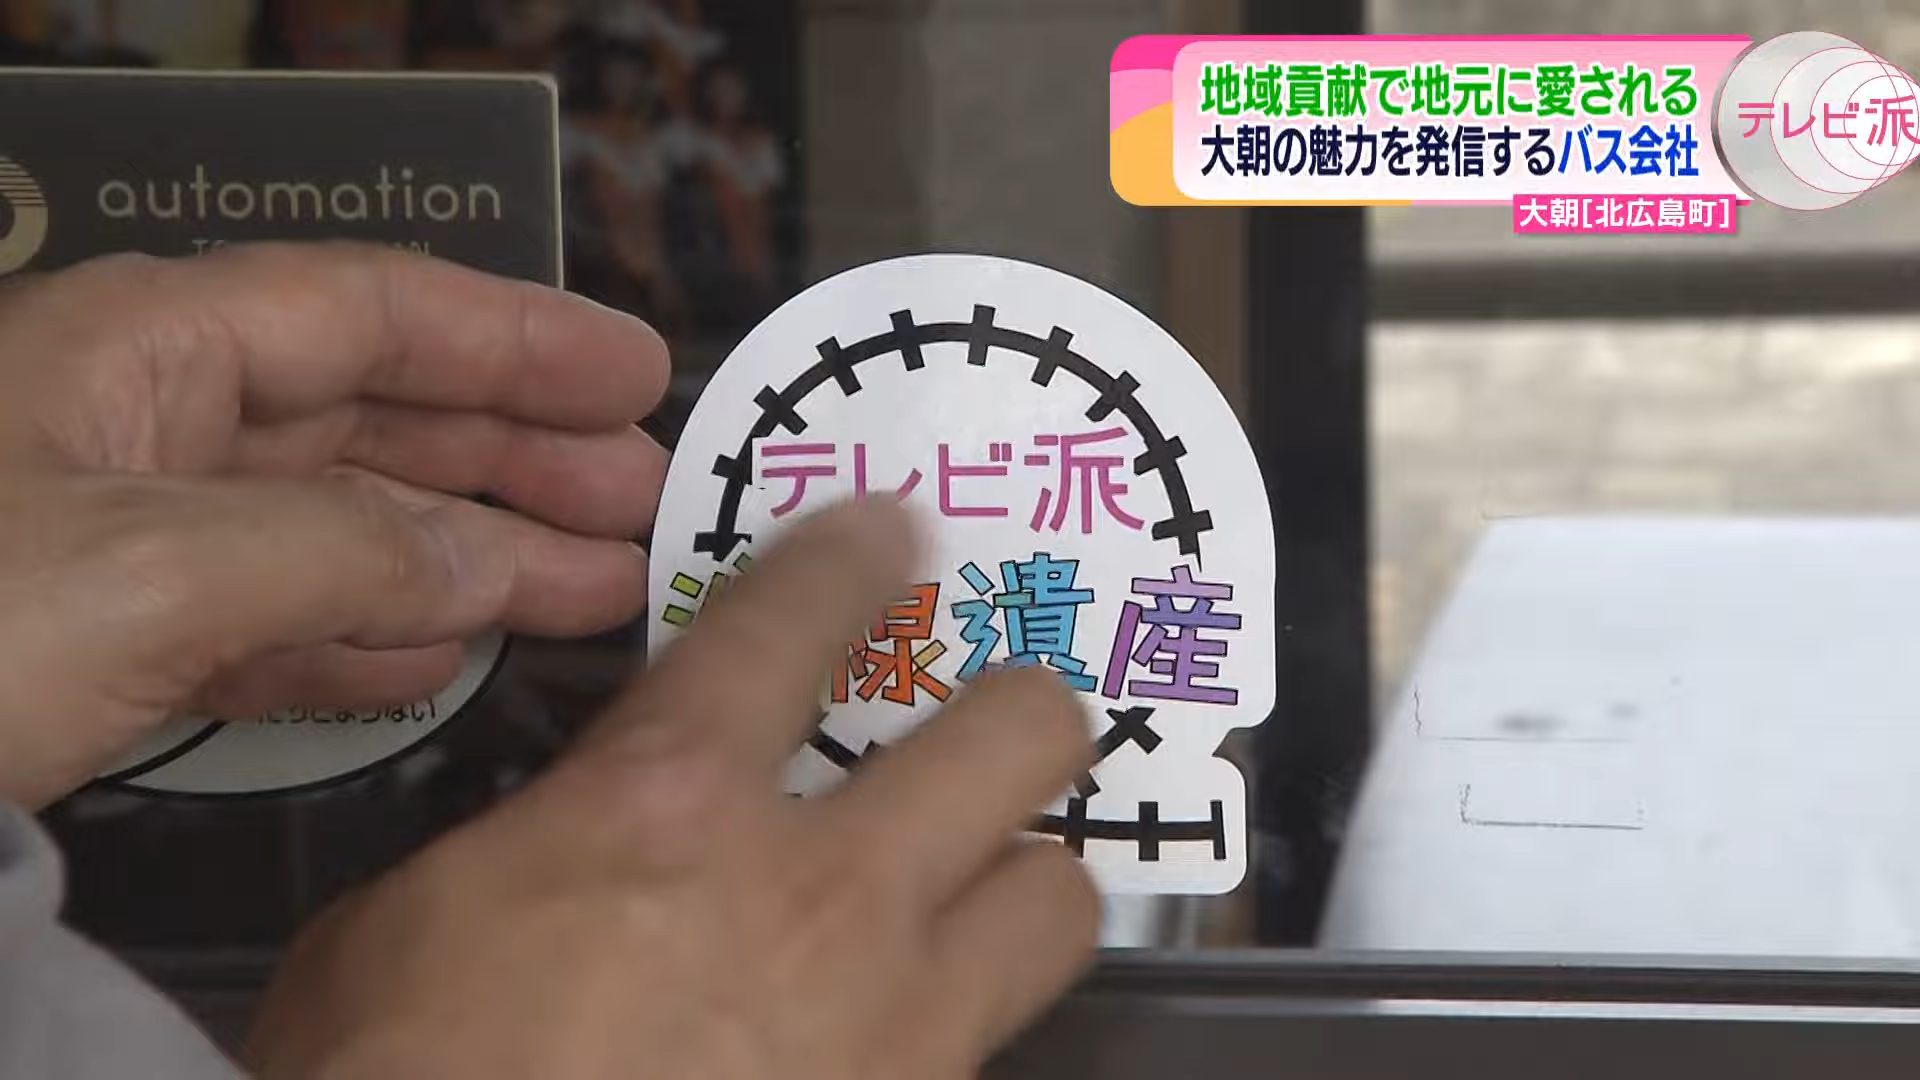 地域貢献で地元に愛される
大朝の魅力を発信するバス会社
テレビ派
大朝[北広島町]
automation
テレビ派
線遺産